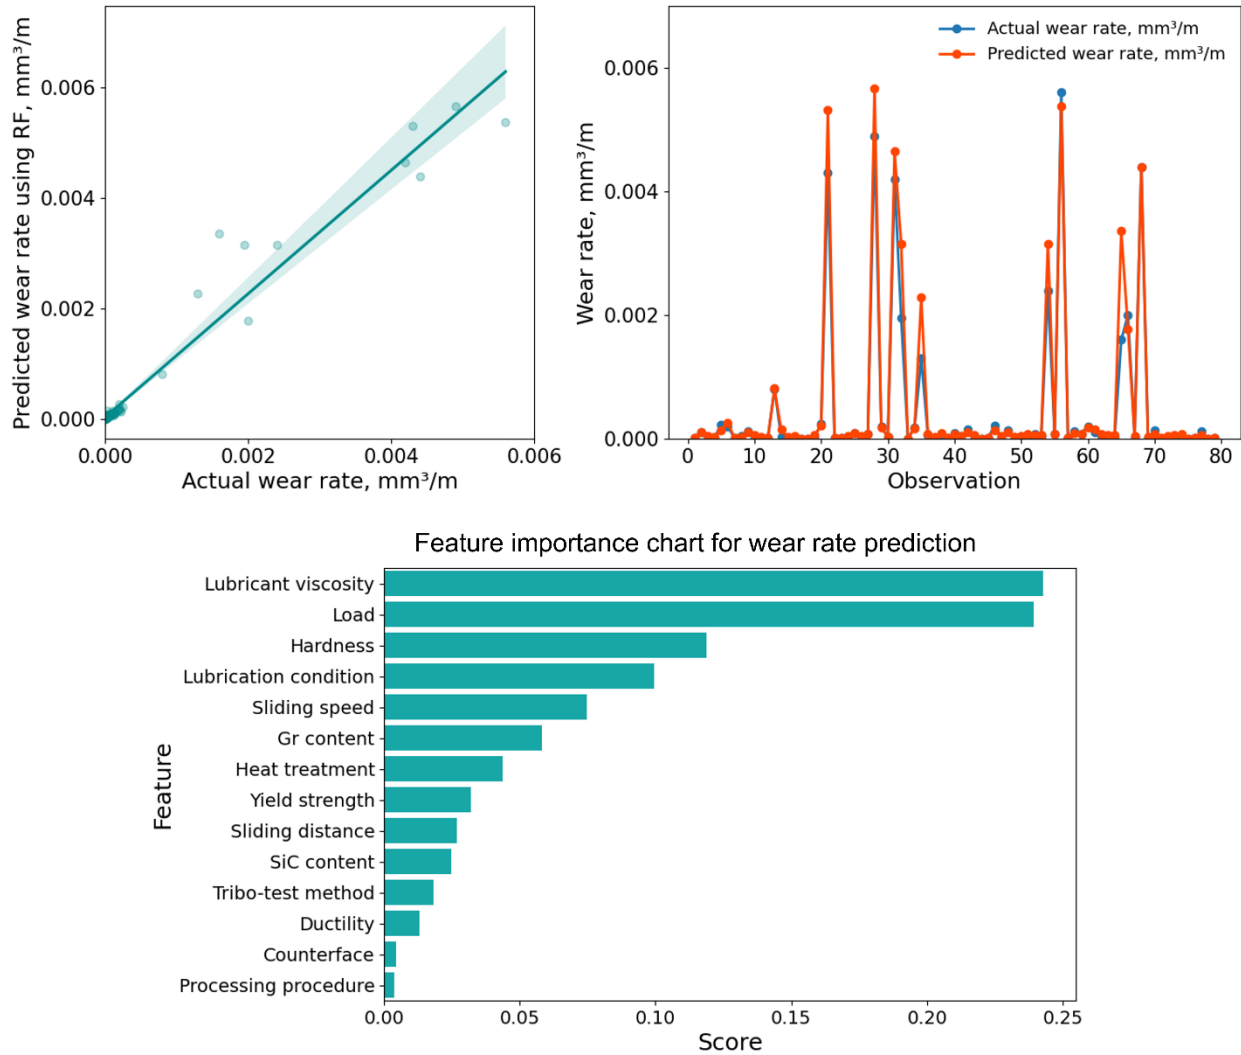 Predicted wear rate using RF, mm³/m
0.006
0.004
0.002
0.000
0.000 0.002 0.004 0.006
Actual wear rate, mm³/m
Wear rate, mm³/m
Actual wear rate, mm³/m
Predicted wear rate, mm³/m
0.006
0.004
0.002
0.000
0 10 20 30 40 50 60 70 80
Observation
Feature importance chart for wear rate prediction
Feature
Lubricant viscosity
Load
Hardness
Lubrication condition
Sliding speed
Gr content
Heat treatment
Yield strength
Sliding distance
SiC content
Tribo-test method
Ductility
Counterface
Processing procedure
0.00 0.05 0.10 0.15 0.20 0.25
Score